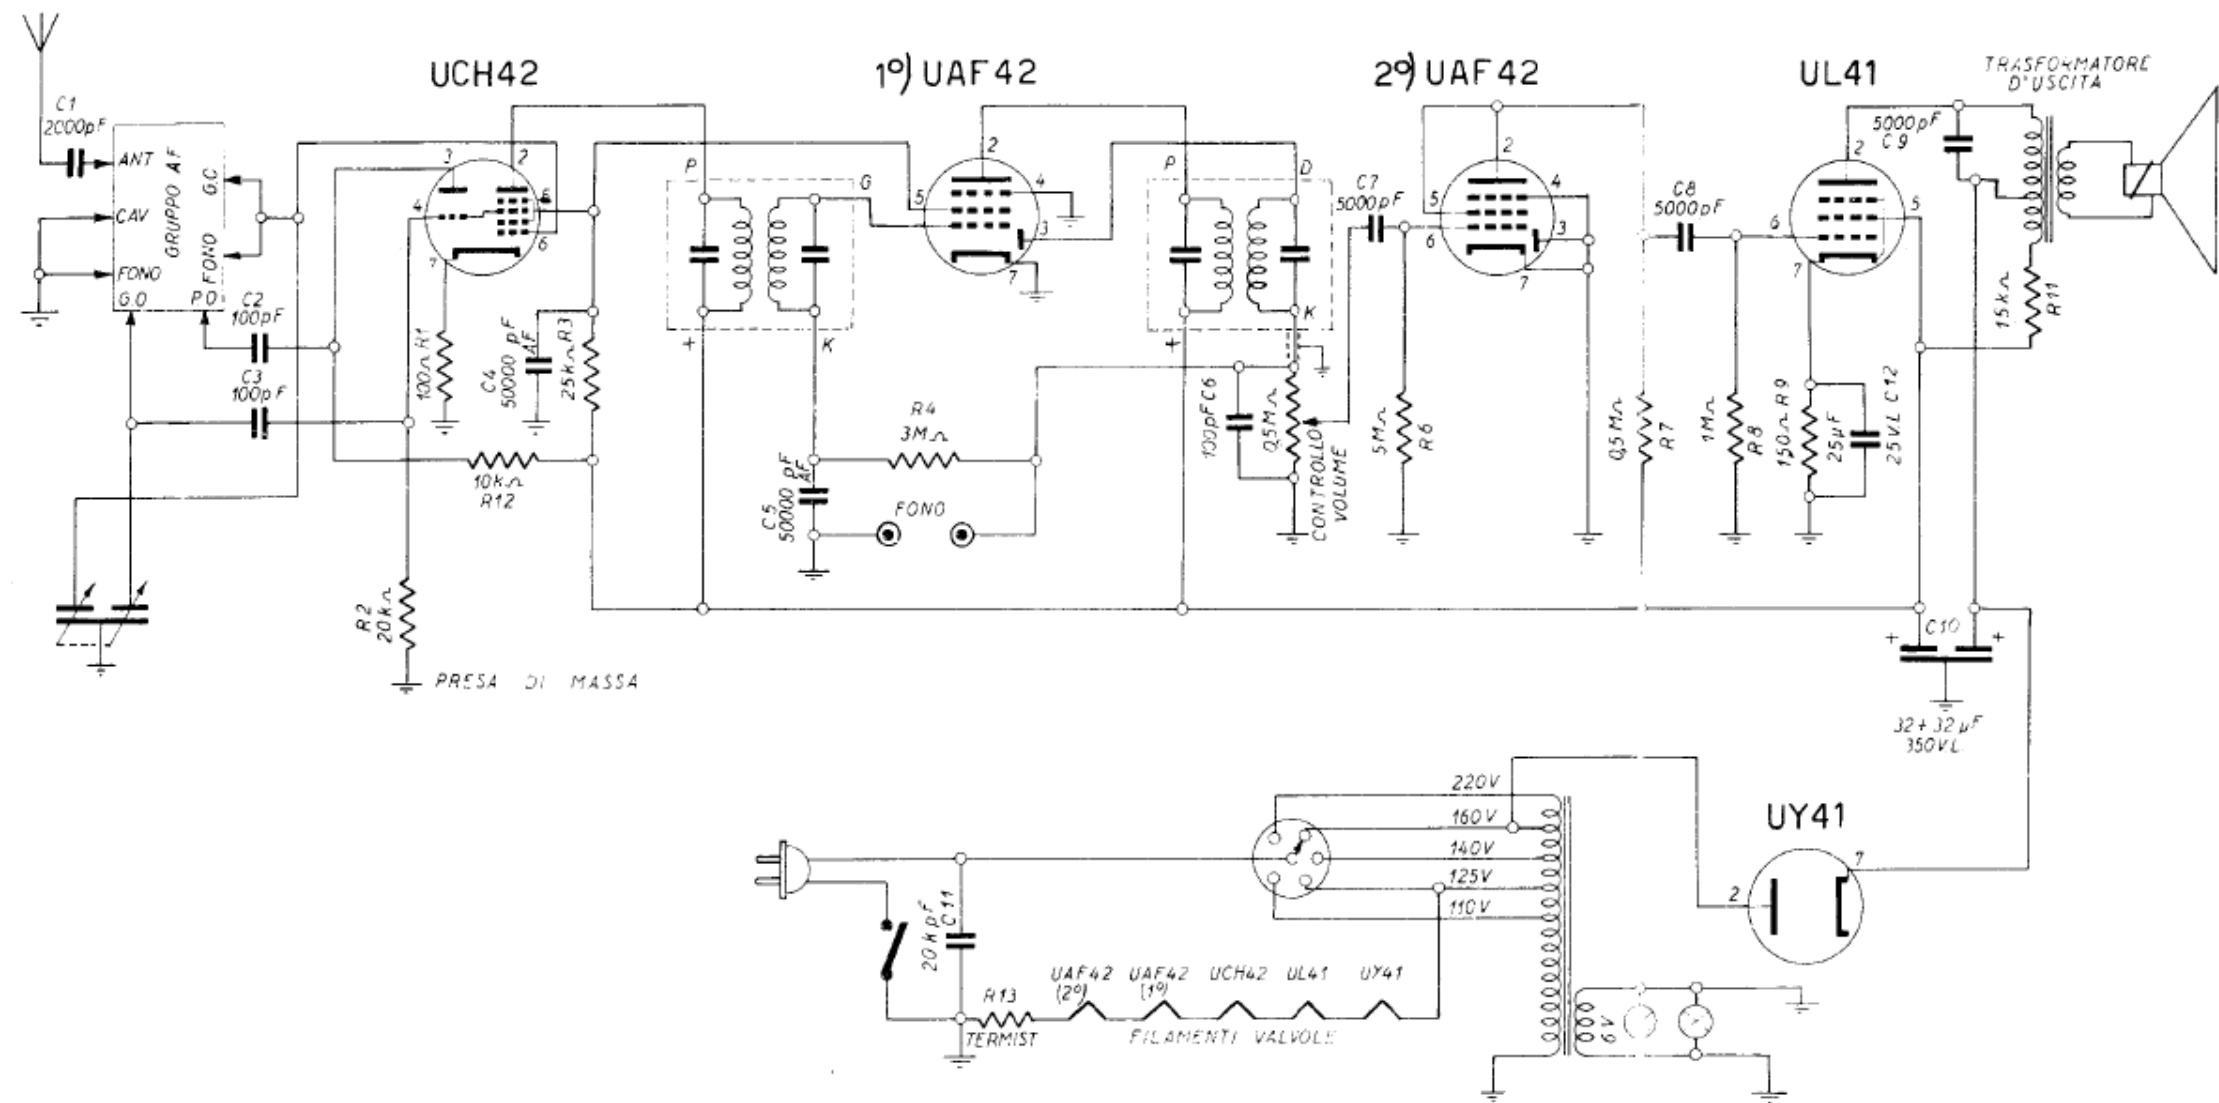 UCH42
1º) UAF42
2º) UAF42
UL41
TRASFORMATORE
D'USCITA
C1
2000pF
ANT
CAV
FONO
G.O
P.O
GRUPPO AF
G.C
FONO
C2
100pF
C3
100pF
3
2
4
5
6
7
100Ω R1
C4
50000 pF
AF
25kΩ R3
10kΩ
R12
R2
20kΩ
PRESA DI MASSA
P
G
+
K
2
5
4
3
7
C5
50000 pF
AF
R4
3MΩ
FONO
P
D
+
K
100pF C6
0,5MΩ
CONTROLLO
VOLUME
C7
5000pF
2
5
6
4
3
7
5MΩ
R6
0,5MΩ
R7
C8
5000pF
1MΩ
R8
2
6
5
7
150Ω R9
25µF
25VL C12
5000pF
C9
15kΩ
R11
+
C10
+
32+32µF
350VL
220V
160V
140V
125V
110V
UY41
2
7
20kpF
C11
R13
TERMIST
UAF42
(2º)
UAF42
(1º)
UCH42
UL41
UY41
FILAMENTI VALVOLE
6V